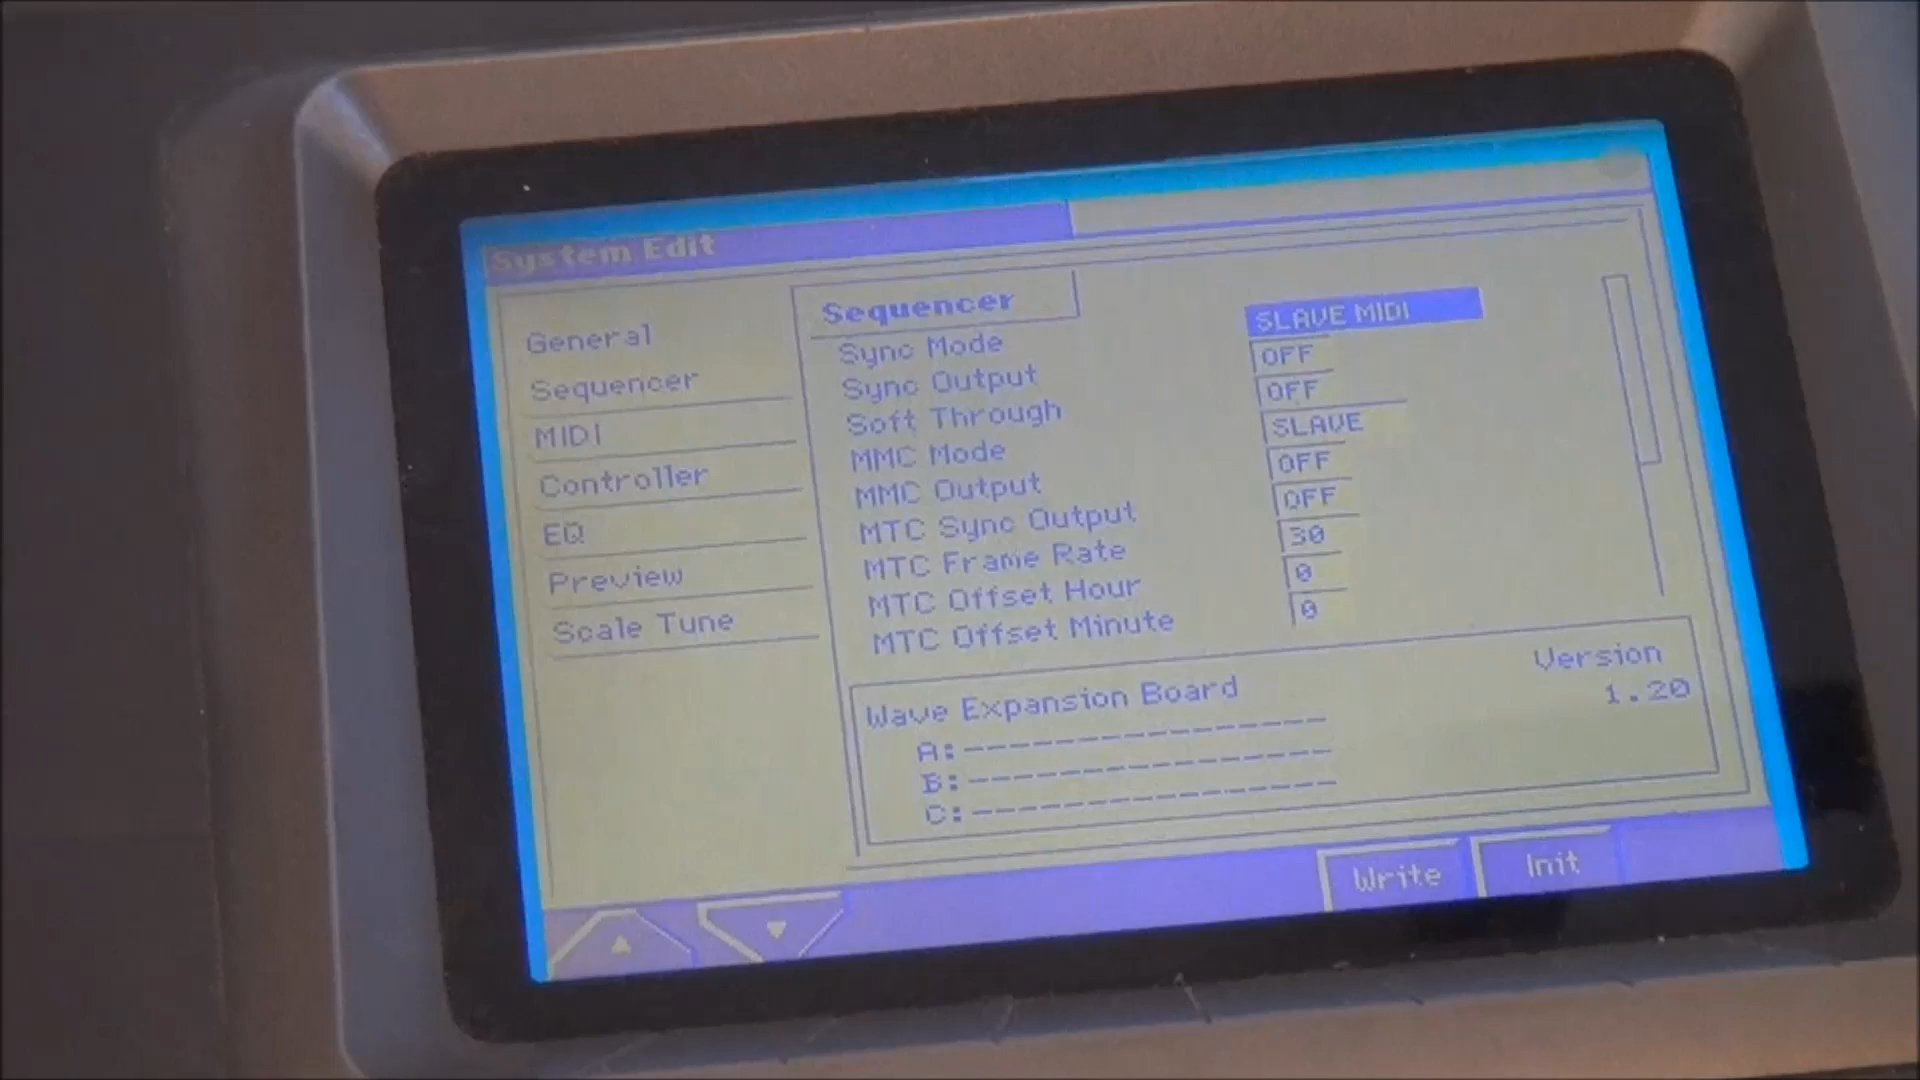 System Edit
General
Sequencer
MIDI
Controller
EQ
Preview
Scale Tune
Sequencer
Sync Mode SLAVE MIDI
Sync Output OFF
Soft Through OFF
MMC Mode SLAVE
MMC Output OFF
MTC Sync Output OFF
MTC Frame Rate 30
MTC Offset Hour 0
MTC Offset Minute 0
Wave Expansion Board
Version
1.20
A:----------------
B:----------------
C:----------------
▲
▼
Write
Init